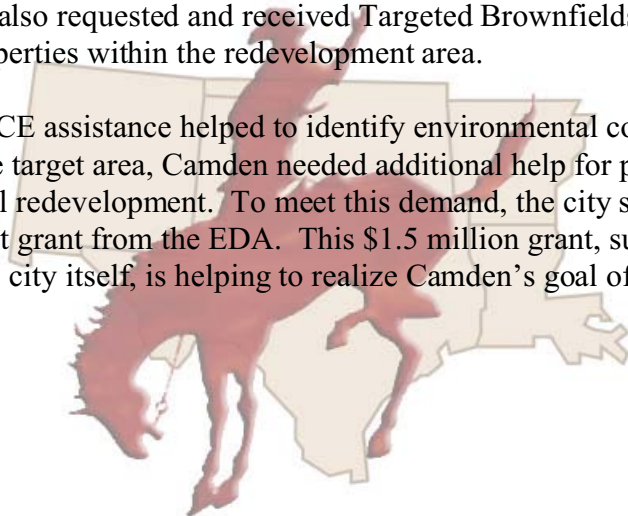 also requested and received Targeted Brownfields
perties within the redevelopment area.
CE assistance helped to identify environmental co
e target area, Camden needed additional help for p
l redevelopment.  To meet this demand, the city s
t grant from the EDA.  This $1.5 million grant, su
city itself, is helping to realize Camden’s goal of